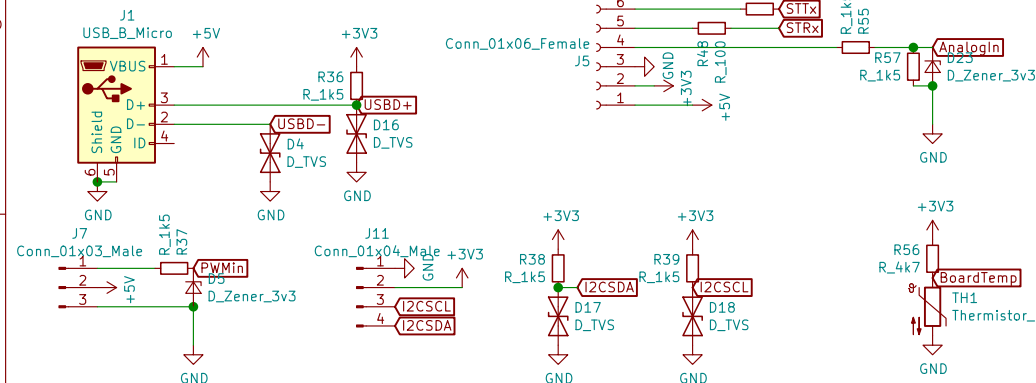 J1
USB_B_Micro
VBUS
1
+5V
D+
3
D-
2
ID
4
Shield
GND
6
5
GND
+3V3
R36
R_1k5
USBD+
D16
D_TVS
GND
USBD-
D4
D_TVS
GND
Conn_01x06_Female
J5
6
STTx
5
STRx
4
3
GND
2
+3V3
1
+5V
R48
R_100
R_1k
R55
AnalogIn
R57
R_1k5
D23
D_Zener_3v3
GND
J7
Conn_01x03_Male
1
2
3
R_1k5
R37
+5V
PWMin
D5
D_Zener_3v3
GND
J11
Conn_01x04_Male
1
GND
2
+3V3
3
I2CSCL
4
I2CSDA
+3V3
R38
R_1k5
I2CSDA
D17
D_TVS
GND
+3V3
R39
R_1k5
I2CSCL
D18
D_TVS
GND
+3V3
R56
R_4k7
BoardTemp
TH1
Thermistor_
GND